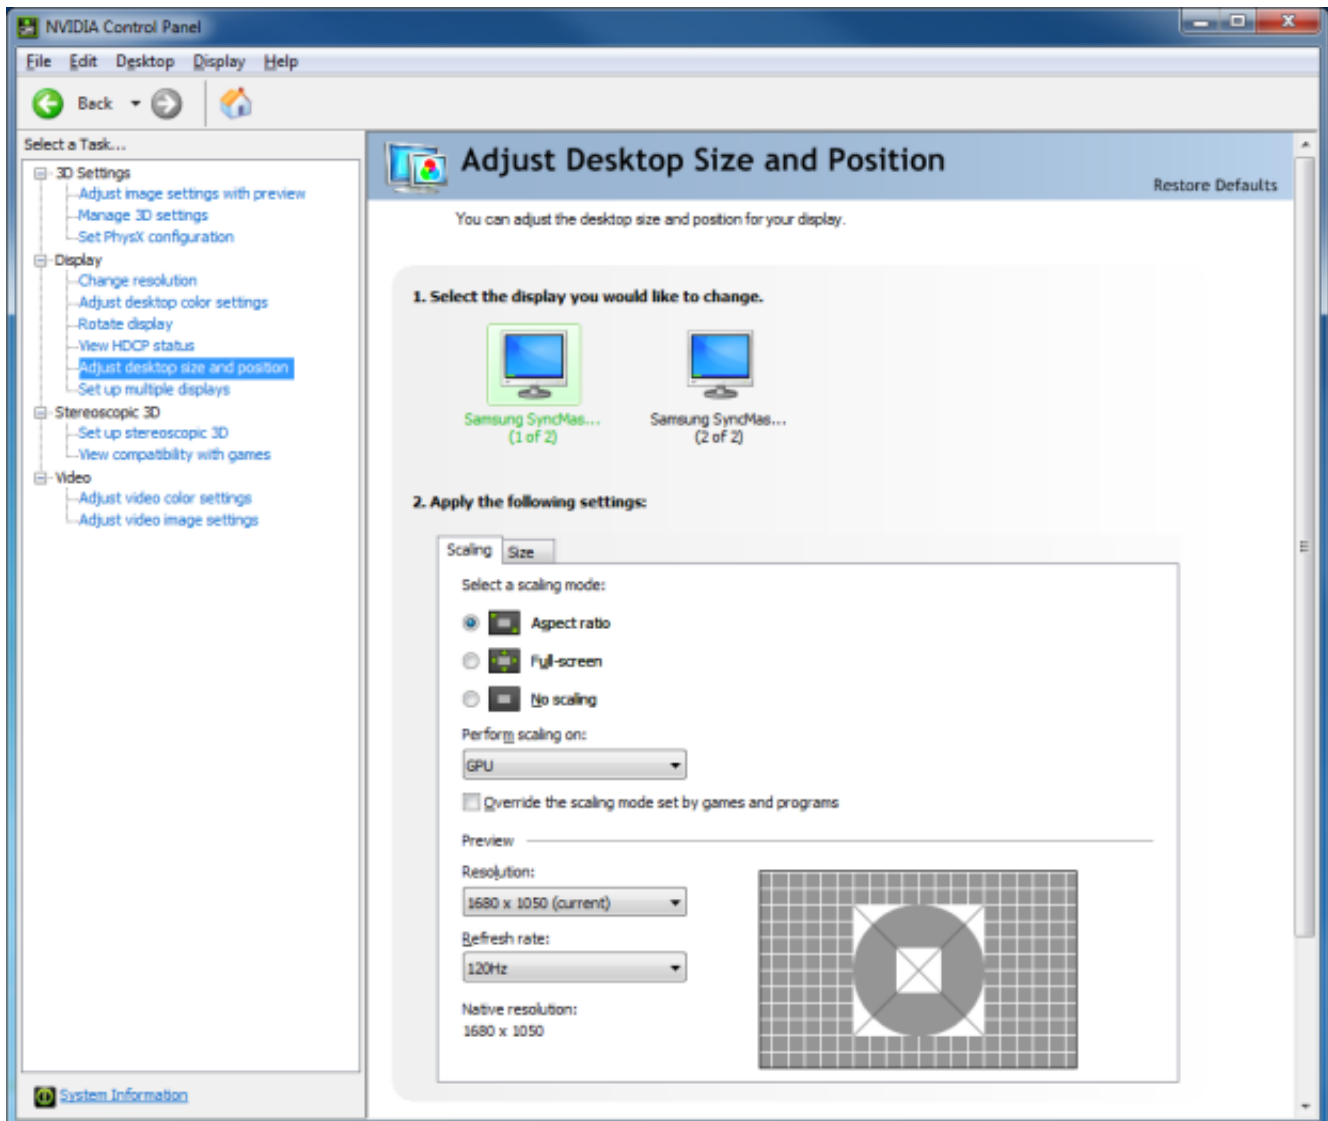 NVIDIA Control Panel
File Edit Desktop Display Help
Back
Select a Task...
3D Settings
Adjust image settings with preview
Manage 3D settings
Set PhysX configuration
Display
Change resolution
Adjust desktop color settings
Rotate display
View HDCP status
Adjust desktop size and position
Set up multiple displays
Stereoscopic 3D
Set up stereoscopic 3D
View compatibility with games
Video
Adjust video color settings
Adjust video image settings
System Information
Adjust Desktop Size and Position
Restore Defaults
You can adjust the desktop size and position for your display.
1. Select the display you would like to change.
Samsung SyncMas...
(1 of 2)
Samsung SyncMas...
(2 of 2)
2. Apply the following settings:
Scaling Size
Select a scaling mode:
Aspect ratio
Full-screen
No scaling
Perform scaling on:
GPU
Override the scaling mode set by games and programs
Preview
Resolution:
1680 x 1050 (current)
Refresh rate:
120Hz
Native resolution:
1680 x 1050